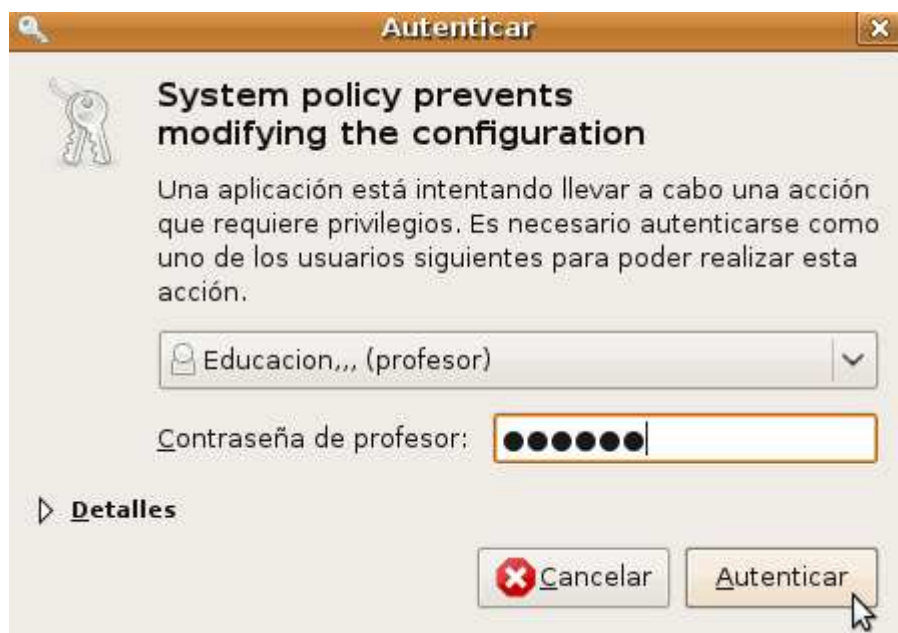 Autenticar
System policy prevents
modifying the configuration
Una aplicación está intentando llevar a cabo una acción
que requiere privilegios. Es necesario autenticarse como
uno de los usuarios siguientes para poder realizar esta
acción.
Educacion,,, (profesor)
Contraseña de profesor: ●●●●●●
Detalles
Cancelar Autenticar